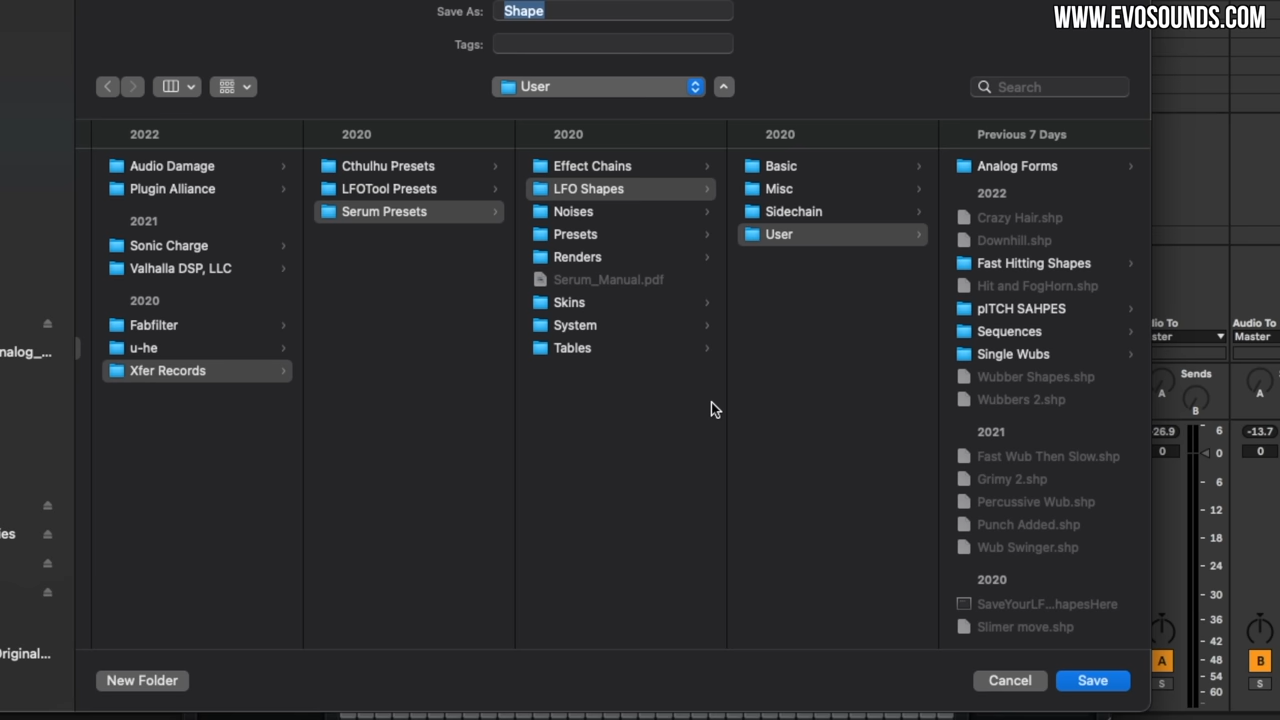 WWW.EVOSOUNDS.COM
Save As: Shape
Tags:
User
Search
2022
Audio Damage
Plugin Alliance
2021
Sonic Charge
Valhalla DSP, LLC
2020
Fabfilter
u-he
Xfer Records
2020
Cthulhu Presets
LFOTool Presets
Serum Presets
2020
Effect Chains
LFO Shapes
Noises
Presets
Renders
Serum_Manual.pdf
Skins
System
Tables
2020
Basic
Misc
Sidechain
User
Previous 7 Days
Analog Forms
2022
Crazy Hair.shp
Downhill.shp
Fast Hitting Shapes
Hit and FogHorn.shp
pITCH SAHPES
Sequences
Single Wubs
Wubber Shapes.shp
Wubbers 2.shp
2021
Fast Wub Then Slow.shp
Grimy 2.shp
Percussive Wub.shp
Punch Added.shp
Wub Swinger.shp
2020
SaveYourLF...hapesHere
Slimer move.shp
New Folder
Cancel
Save
nalog_...
ies
Original...
dio To
ster
Audio To
Master
Sends
A
B
A
26.9
-13.7
0
0
6
0
6
12
18
24
30
36
42
48
54
60
A
B
S
S